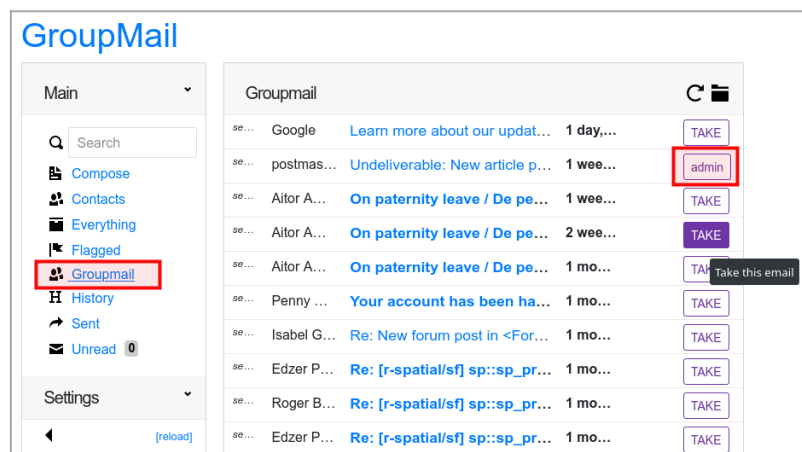 GroupMail
Main
Search
Compose
Contacts
Everything
Flagged
Groupmail
History
Sent
Unread 0
Settings
[reload]
Groupmail
se... Google Learn more about our updat... 1 day,... TAKE
se... postmas... Undeliverable: New article p... 1 wee... admin
se... Aitor A... On paternity leave / De pe... 1 wee... TAKE
se... Aitor A... On paternity leave / De pe... 2 wee... TAKE
se... Aitor A... On paternity leave / De pe... 1 mo... TAK
Take this email
se... Penny ... Your account has been ha... 1 mo... TAKE
se... Isabel G... Re: New forum post in <For... 1 mo... TAKE
se... Edzer P... Re: [r-spatial/sf] sp::sp_pr... 1 mo... TAKE
se... Roger B... Re: [r-spatial/sf] sp::sp_pr... 1 mo... TAKE
se... Edzer P... Re: [r-spatial/sf] sp::sp_pr... 1 mo... TAKE